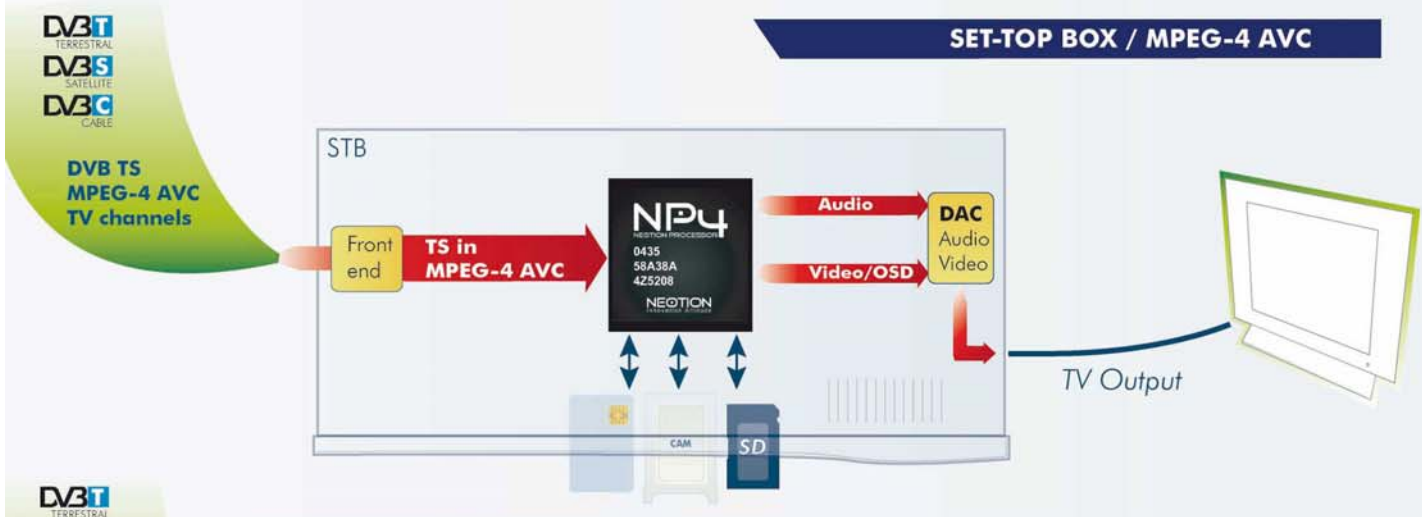 DVB T
TERRESTRAL
DVB S
SATELLITE
DVB C
CABLE
DVB TS
MPEG-4 AVC
TV channels
SET-TOP BOX / MPEG-4 AVC
STB
Front
end
TS in
MPEG-4 AVC
NP4
NEOTION PROCESSOR
0435
58A38A
4Z5208
NEOTION
Audio
Video/OSD
DAC
Audio
Video
TV Output
CAM
SD
DVB T
TERRESTRAL